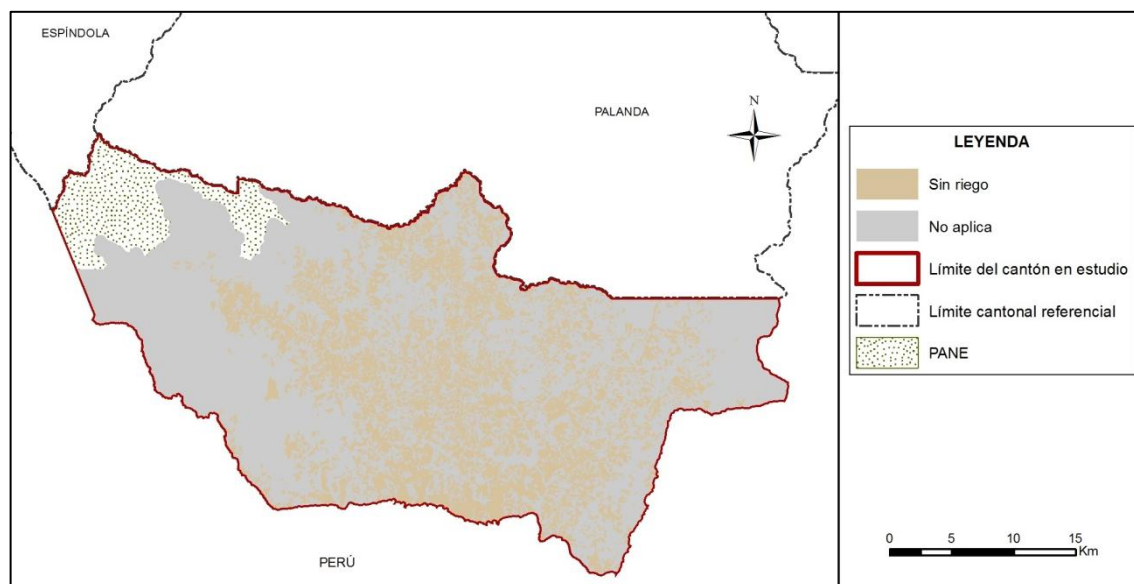 ESPÍNDOLA
PALANDA
N
PERÚ
LEYENDA
Sin riego
No aplica
Límite del cantón en estudio
Límite cantonal referencial
PANE
0 5 10 15
Km